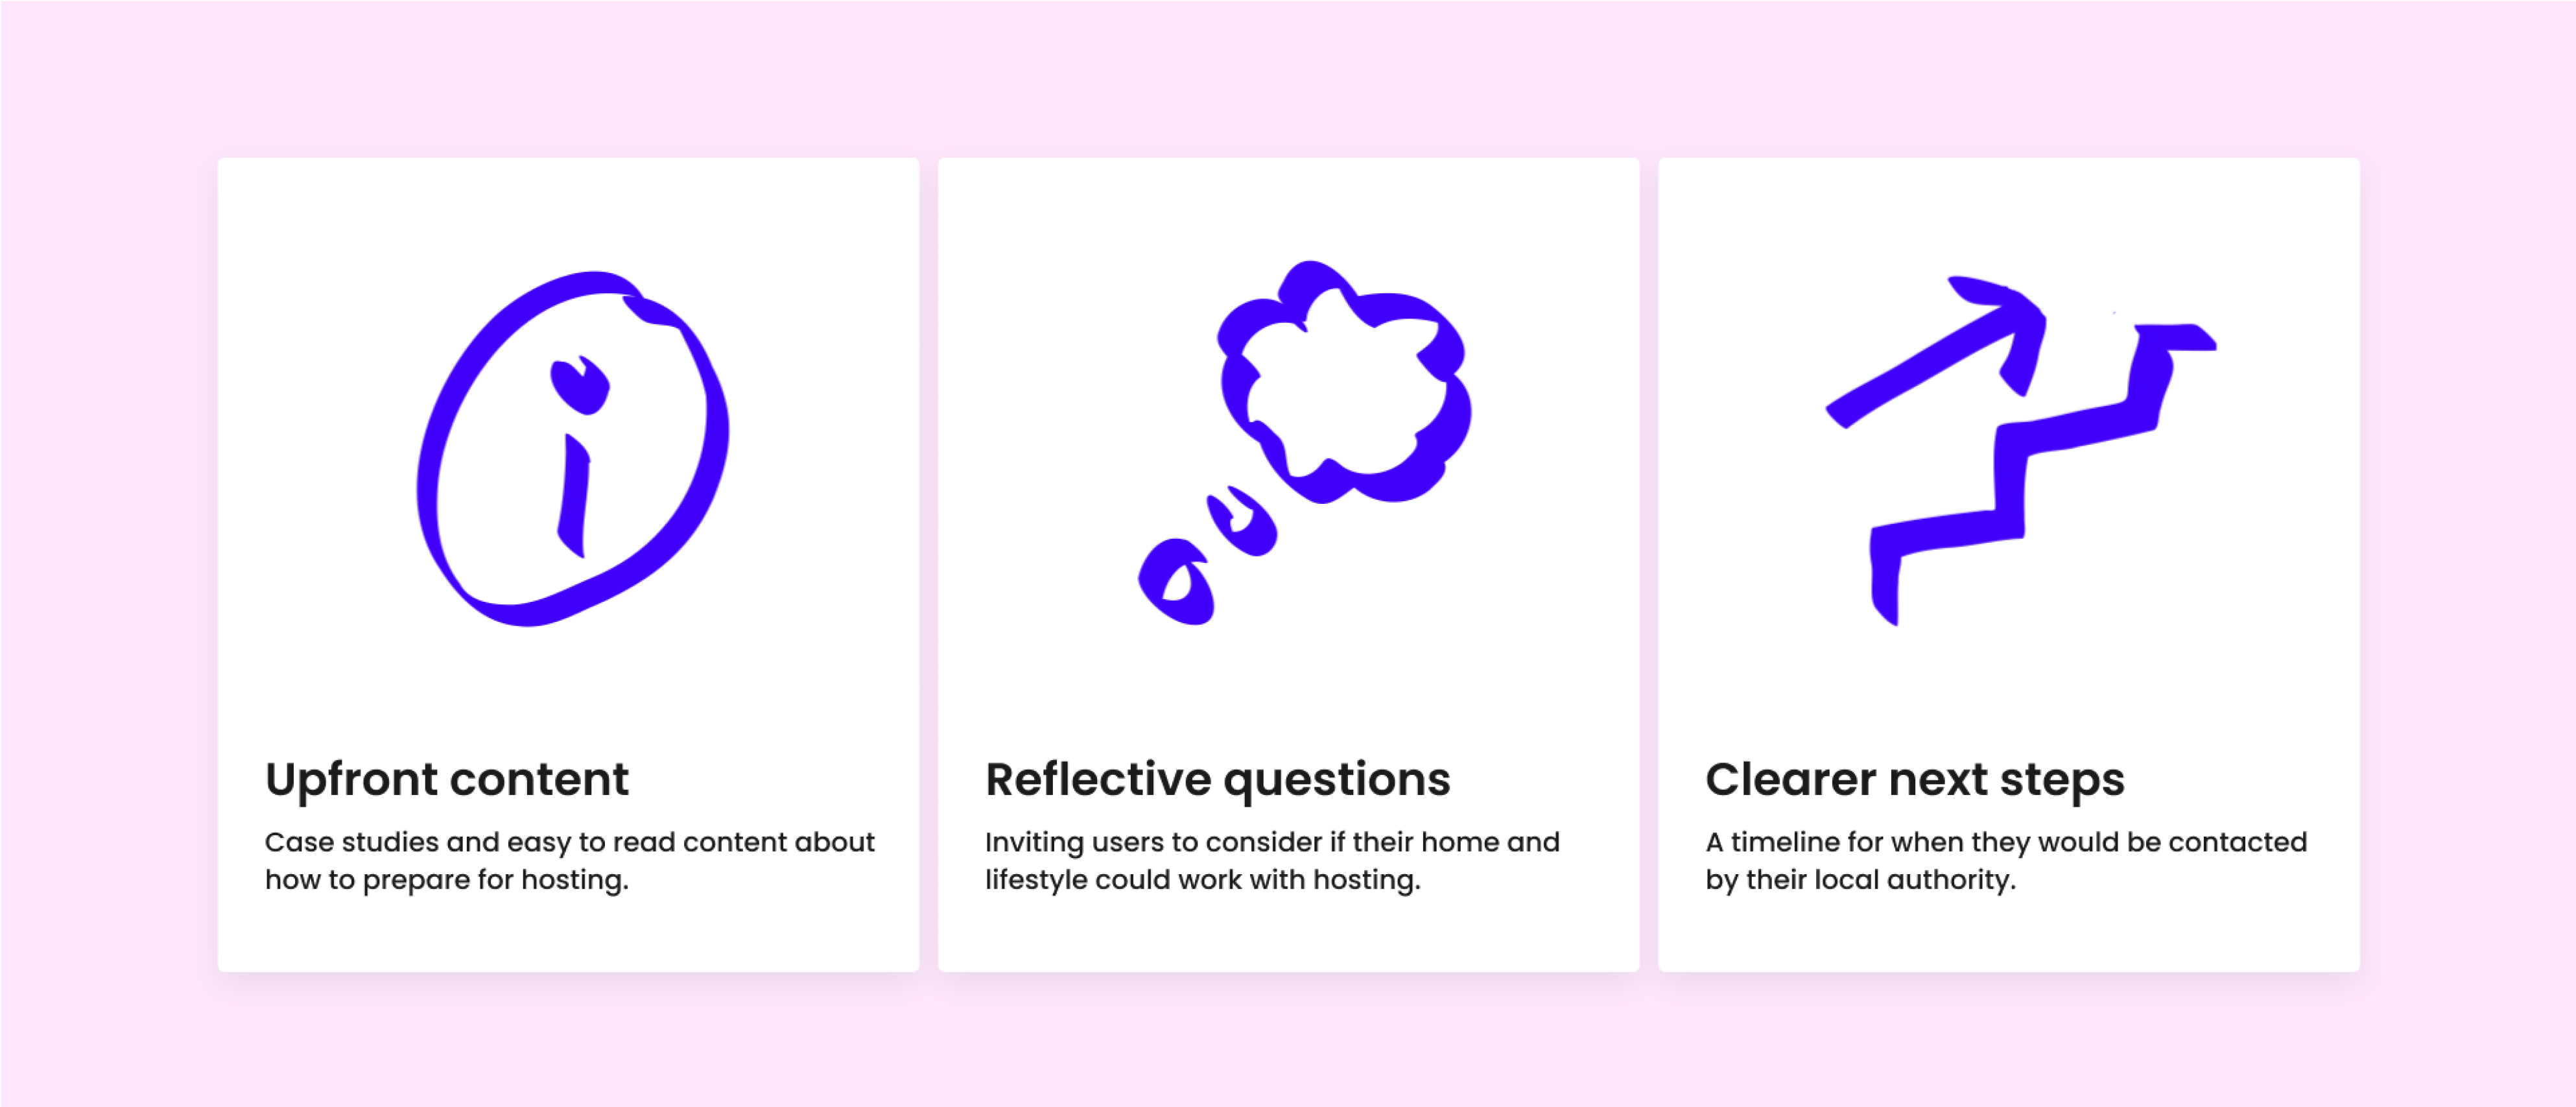 Upfront content
Case studies and easy to read content about
how to prepare for hosting.
Reflective questions
Inviting users to consider if their home and
lifestyle could work with hosting.
Clearer next steps
A timeline for when they would be contacted
by their local authority.